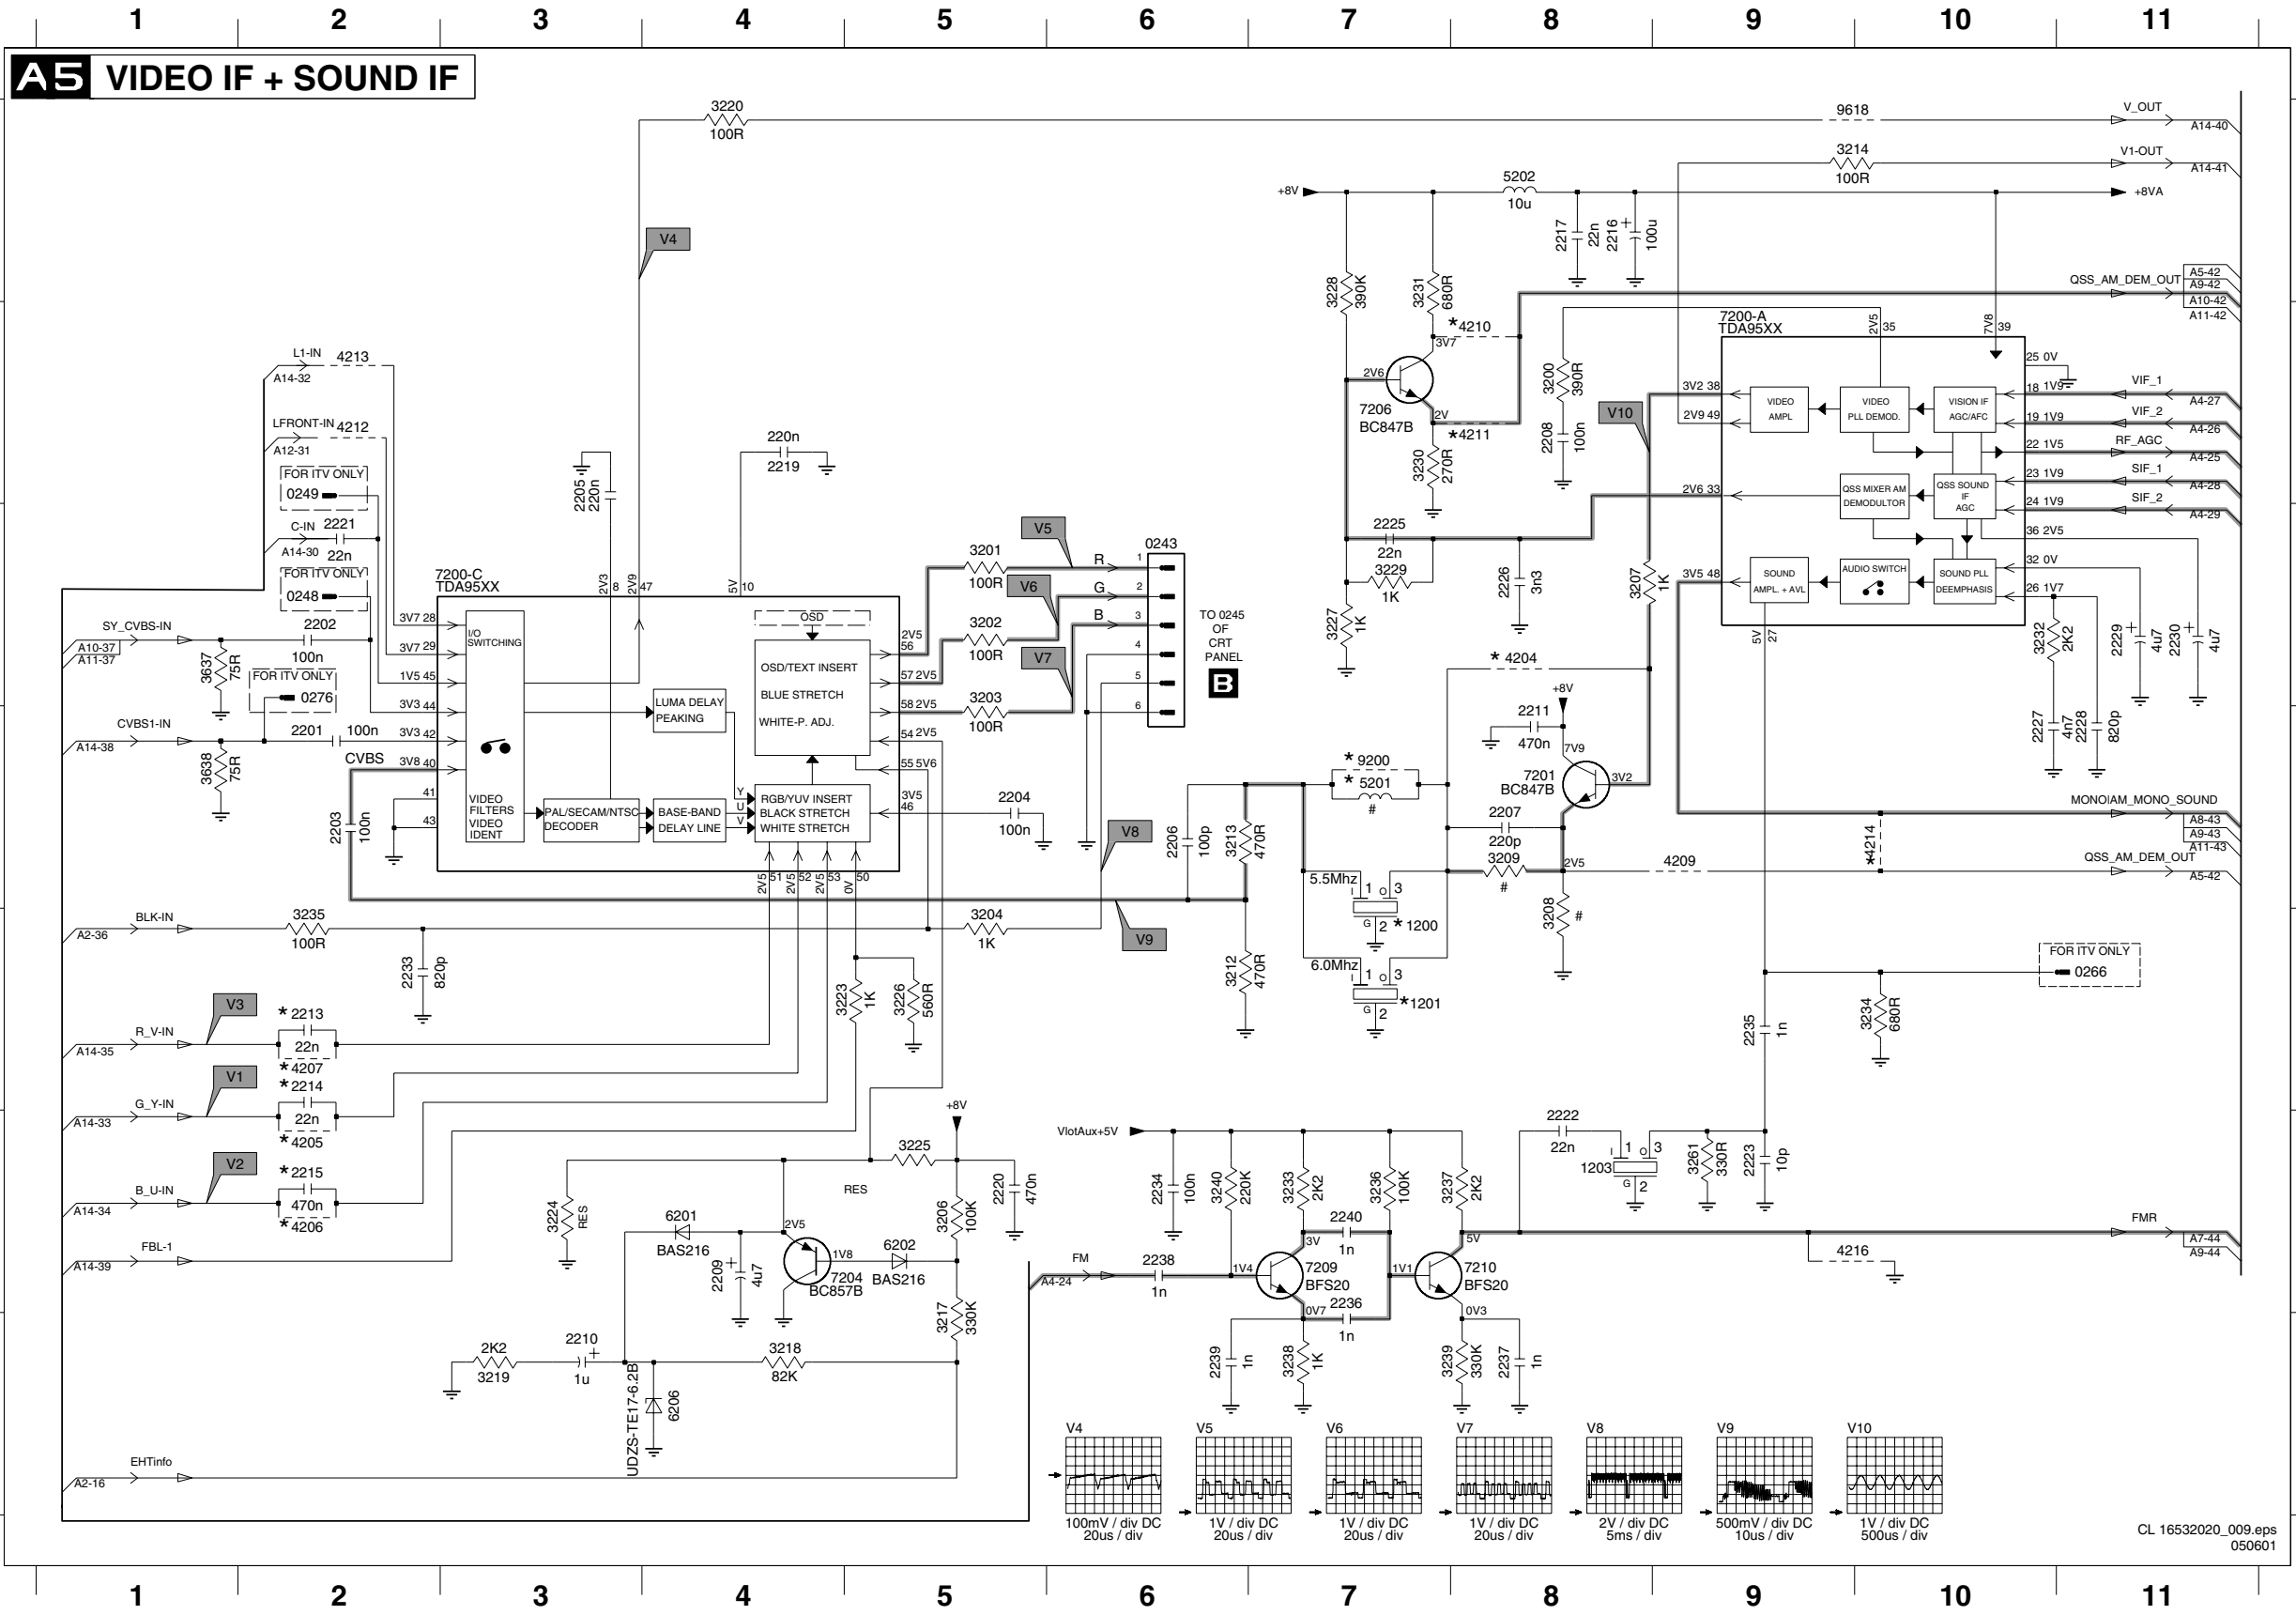 1 2 3 4 5 6 7 8 9 10 11
A5 VIDEO IF + SOUND IF
3220
100R
9618
V_OUT
A14-40
3214
100R
V1-OUT
A14-41
+8V
5202
10u
+8VA
V4
2217
22n
2216
+
100u
3228
390K
3231
680R
QSS_AM_DEM_OUT
A5-42
A9-42
A10-42
A11-42
*4210
3V7
2V6
7206
BC847B
2V
*4211
3230
270R
3200
390R
2208
100n
V10
7200-A
TDA95XX
2V5
35
7V8
39
25 0V
3V2 38
2V9 49
VIDEO
AMPL
VIDEO
PLL DEMOD.
VISION IF
AGC/AFC
18 1V9
VIF_1
A4-27
19 1V9
VIF_2
A4-26
22 1V5
RF_AGC
A4-25
23 1V9
SIF_1
A4-28
24 1V9
SIF_2
A4-29
2V6 33
QSS MIXER AM
DEMODULTOR
QSS SOUND
IF
AGC
36 2V5
32 0V
26 1V7
3V5 48
SOUND
AMPL. + AVL
AUDIO SWITCH
SOUND PLL
DEEMPHASIS
5V
27
L1-IN
4213
A14-32
LFRONT-IN
4212
A12-31
FOR ITV ONLY
0249
C-IN
2221
A14-30
22n
FOR ITV ONLY
0248
2205
220n
220n
2219
2225
22n
3229
1K
2226
3n3
3207
1K
3227
1K
3232
2K2
2229
+
4u7
2230
+
4u7
2227
4n7
2228
820p
V5
V6
V7
3201
100R
3202
100R
3203
100R
R
G
B
0243
1
2
3
4
5
6
TO 0245
OF
CRT
PANEL
B
7200-C
TDA95XX
2V3
8
2V9
47
5V
10
SY_CVBS-IN
A10-37
A11-37
3637
75R
2202
100n
FOR ITV ONLY
0276
CVBS1-IN
A14-38
2201
100n
3638
75R
CVBS
2203
100n
3V7 28
3V7 29
1V5 45
3V3 44
3V3 42
3V8 40
41
43
I/O
SWITCHING
VIDEO
FILTERS
VIDEO
IDENT
PAL/SECAM/NTSC
DECODER
LUMA DELAY
PEAKING
BASE-BAND
DELAY LINE
Y
U
V
OSD
OSD/TEXT INSERT
BLUE STRETCH
WHITE-P. ADJ.
RGB/YUV INSERT
BLACK STRETCH
WHITE STRETCH
2V5
56
57 2V5
58 2V5
54 2V5
55 5V6
3V5
46
2V5
51
2V5
52
2V5
53
0V
50
2204
100n
V8
V9
2206
100p
3213
470R
3212
470R
* 4204
+8V
2211
470n
7V9
7201
BC847B
3V2
* 9200
* 5201
#
2207
220p
3209
#
2V5
3208
#
5.5Mhz
I 1 O 3
G 2
* 1200
6.0Mhz
I 1 O 3
G 2
*1201
4209
*4214
MONO|AM_MONO_SOUND
A8-43
A9-43
A11-43
QSS_AM_DEM_OUT
A5-42
FOR ITV ONLY
0266
3234
680R
2235
1n
BLK-IN
A2-36
3235
100R
3204
1K
2233
820p
3223
1K
3226
560R
V3
R_V-IN
A14-35
*2213
22n
*4207
V1
G_Y-IN
A14-33
*2214
22n
*4205
V2
B_U-IN
A14-34
*2215
470n
*4206
FBL-1
A14-39
+8V
3225
RES
3224
RES
2220
470n
3206
100K
6201
BAS216
2V5
1V8
7204
BC857B
6202
BAS216
2209
+
4u7
3217
330K
2K2
3219
2210
+
1u
3218
82K
UDZS-TE17-6.2B
6206
EHTinfo
A2-16
VlotAux+5V
2234
100n
3240
220K
3233
2K2
3236
100K
3237
2K2
2240
1n
FM
A4-24
2238
1n
1V4
3V
7209
BFS20
0V7
2236
1n
1V1
5V
7210
BFS20
0V3
2239
1n
3238
1K
3239
330K
2237
1n
2222
22n
1203
I 1 O 3
G 2
3261
330R
2223
10p
4216
FMR
A7-44
A9-44
V4
100mV / div DC
20us / div
V5
1V / div DC
20us / div
V6
1V / div DC
20us / div
V7
1V / div DC
20us / div
V8
2V / div DC
5ms / div
V9
500mV / div DC
10us / div
V10
1V / div DC
500us / div
CL 16532020_009.eps
050601
1 2 3 4 5 6 7 8 9 10 11